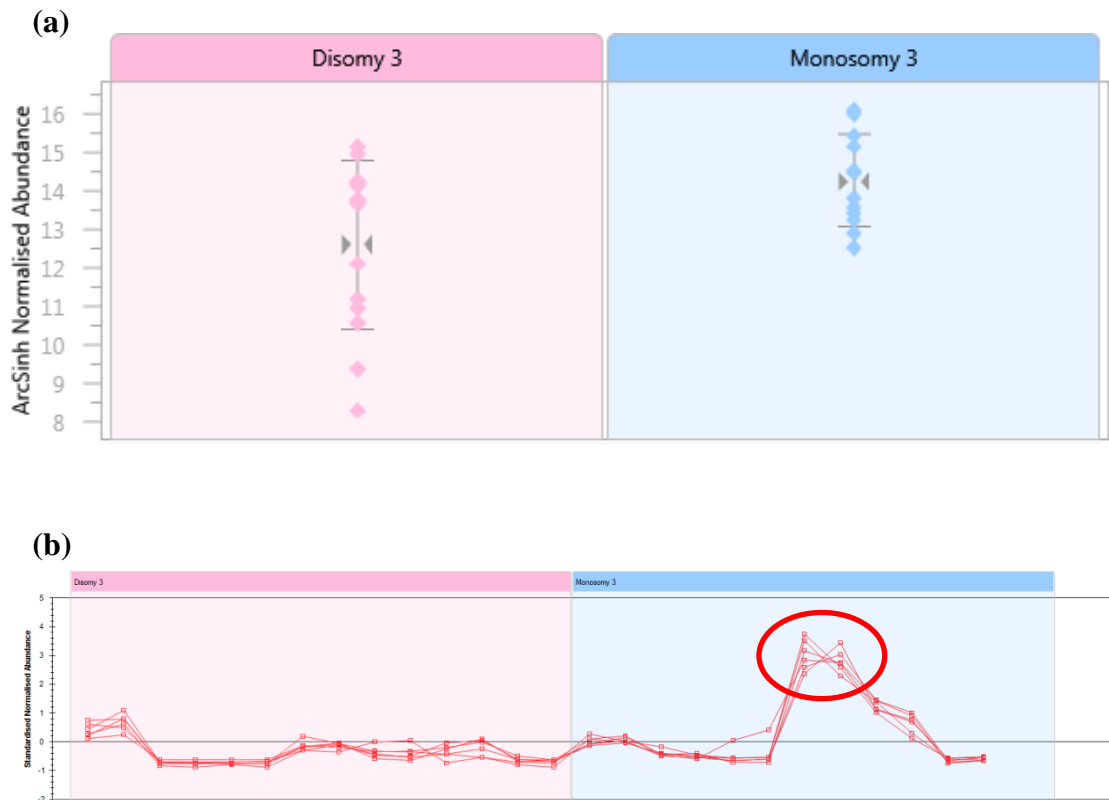 (a)
Disomy 3
Monosomy 3
ArcSinh Normalised Abundance
16
15
14
13
12
11
10
9
8
(b)
Disomy 3
Monosomy 3
Standardised Normalised Abundance
5
4
3
2
1
0
-1
-2